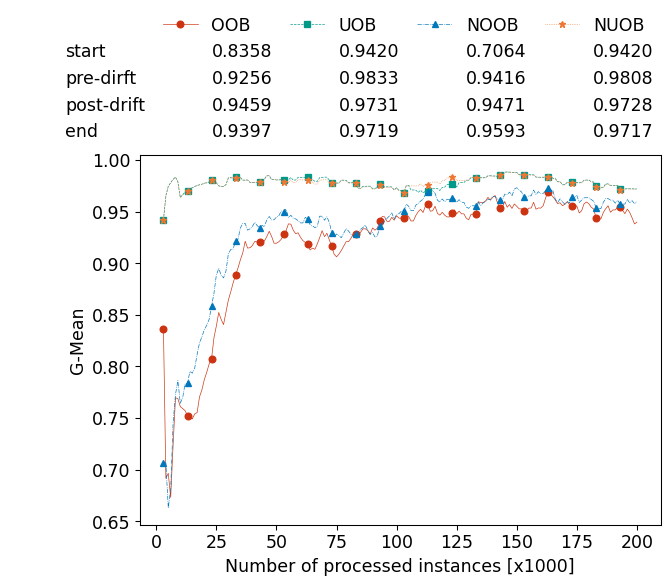 OOB UOB NOOB NUOB
start 0.8358 0.9420 0.7064 0.9420
pre-dirft 0.9256 0.9833 0.9416 0.9808
post-drift 0.9459 0.9731 0.9471 0.9728
end 0.9397 0.9719 0.9593 0.9717
1.00
0.95
0.90
0.85
0.80
0.75
0.70
0.65
G-Mean
0 25 50 75 100 125 150 175 200
Number of processed instances [x1000]